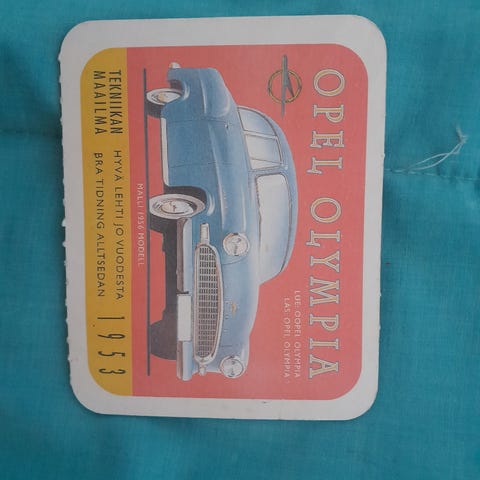 OPEL OLYMPIA
LUE: OOPEL OLYMPIA
LÄS: OPEL OLYMPIA
MALLI 1956 MODELL
TEKNIIKAN
MAAILMA
HYVÄ LEHTI JO VUODESTA
BRA TIDNING ALLTSEDAN
1953